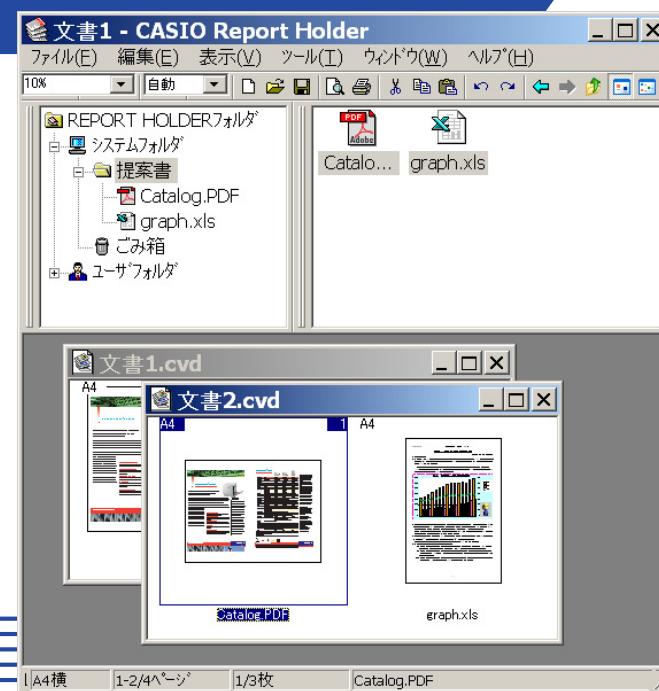 文書1 - CASIO Report Holder
ﾌｧｲﾙ(E) 編集(E) 表示(V) ﾂｰﾙ(T) ｳｨﾝﾄﾞｳ(W) ﾍﾙﾌﾟ(H)
10% 自動
REPORT HOLDERﾌｫﾙﾀﾞ
ｼｽﾃﾑﾌｫﾙﾀﾞ
提案書
Catalog.PDF
graph.xls
ごみ箱
ﾕｰｻﾞﾌｫﾙﾀﾞ
PDF
Adobe
Catalo... graph.xls
文書1.cvd
A4
文書2.cvd
A4 1 A4
Catalog.PDF graph.xls
A4横 1-2/4ﾍﾟｰｼﾞ 1/3枚 Catalog.PDF